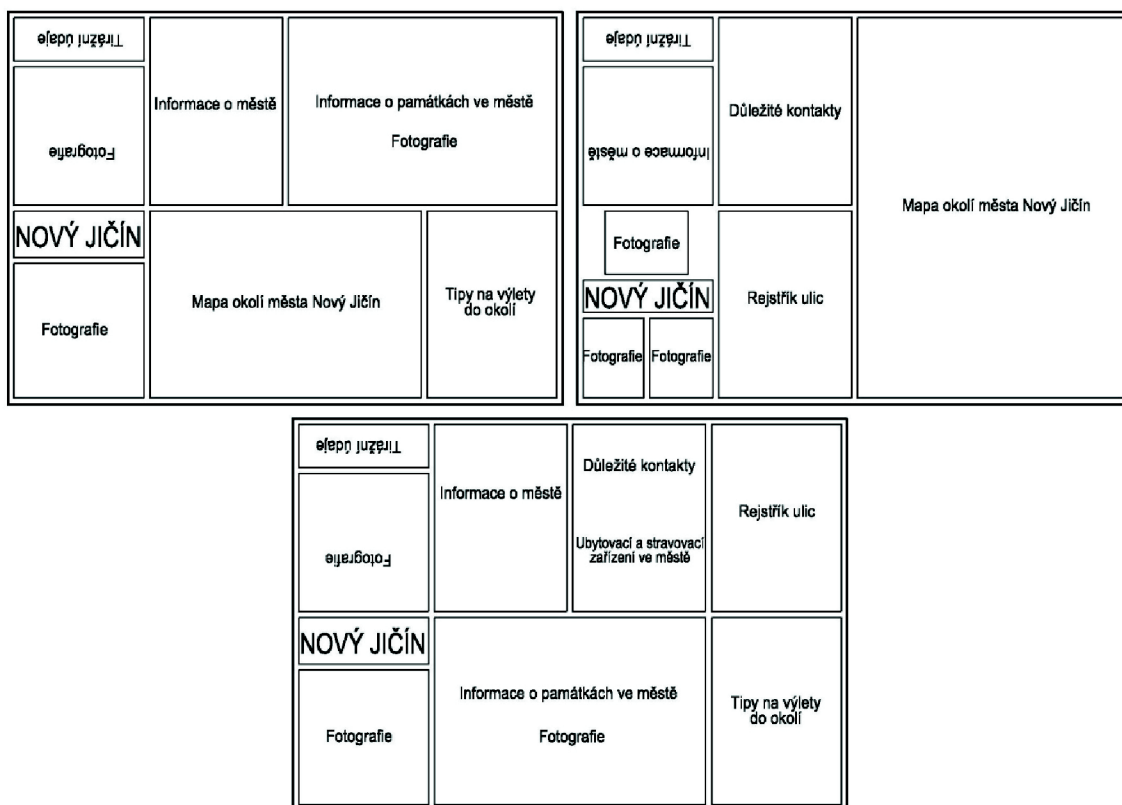 Tirážní údaje
Fotografie
Informace o městě
Informace o památkách ve městě
Fotografie
NOVÝ JIČÍN
Fotografie
Mapa okolí města Nový Jičín
Tipy na výlety
do okolí
Tirážní údaje
Informace o městě
Důležité kontakty
Mapa okolí města Nový Jičín
Fotografie
NOVÝ JIČÍN
Fotografie
Fotografie
Rejstřík ulic
Tirážní údaje
Fotografie
Informace o městě
Důležité kontakty
Ubytovací a stravovací
zařízení ve městě
Rejstřík ulic
NOVÝ JIČÍN
Fotografie
Informace o památkách ve městě
Fotografie
Tipy na výlety
do okolí